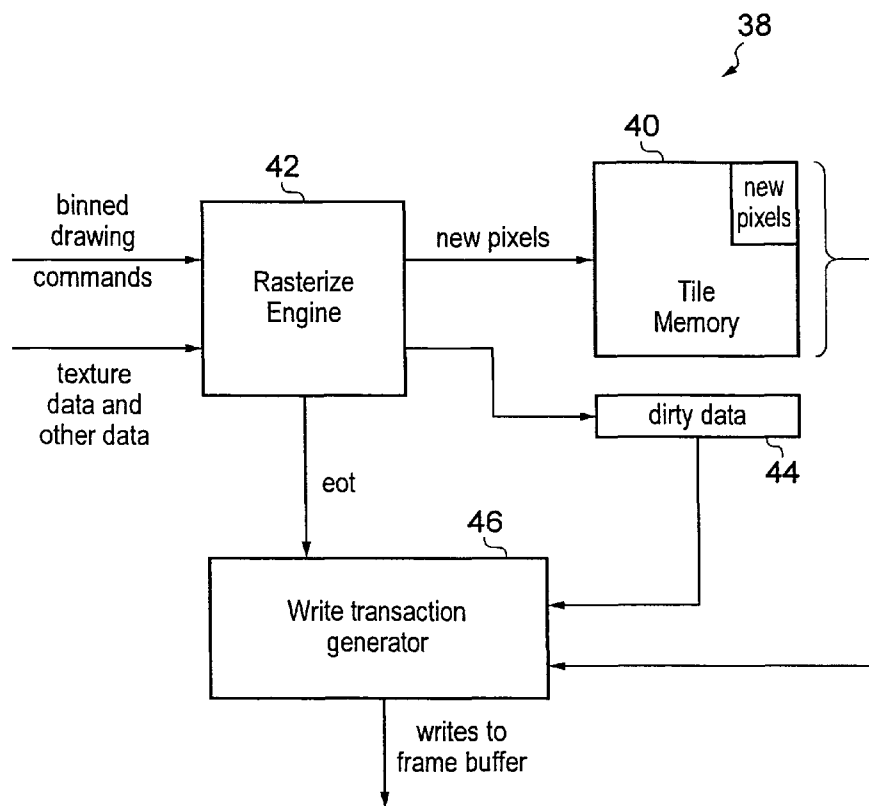 38
40
42
new
pixels
binned
drawing
commands
new pixels
Rasterize
Engine
Tile
Memory
texture
data and
other data
dirty data
44
eot
46
Write transaction
generator
writes to
frame buffer